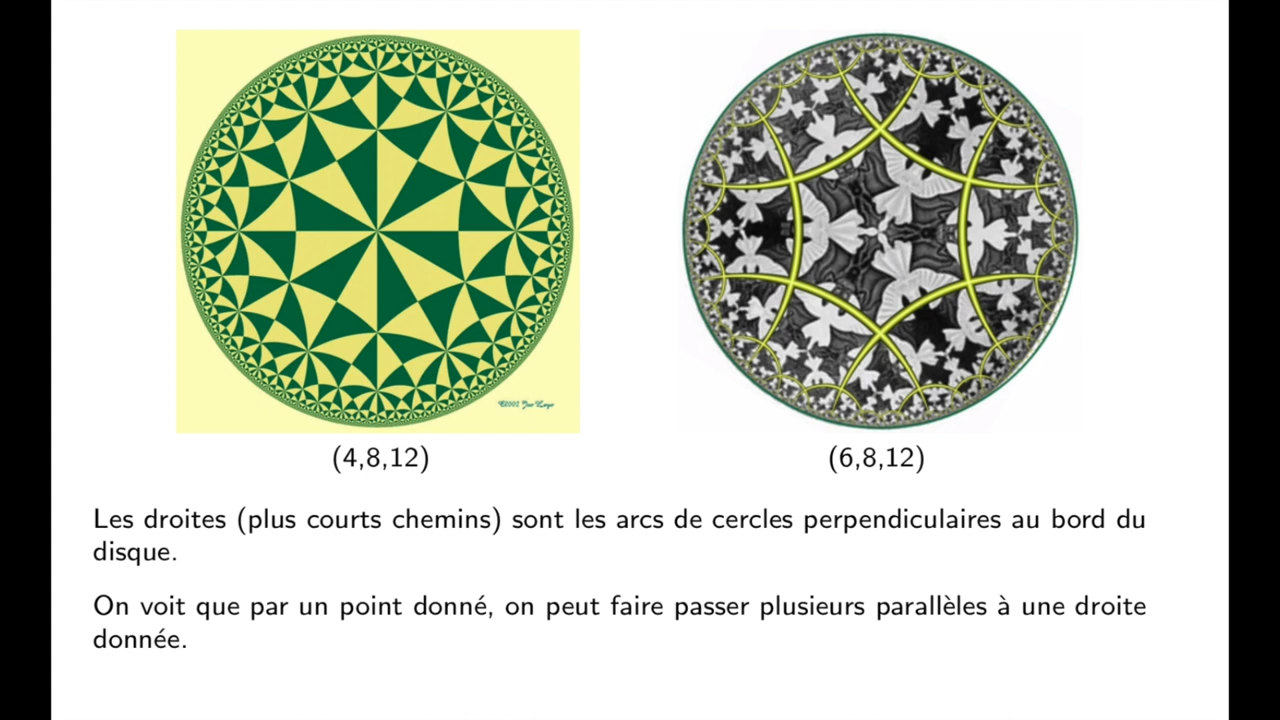 (4,8,12)
(6,8,12)
Les droites (plus courts chemins) sont les arcs de cercles perpendiculaires au bord du
disque.
On voit que par un point donné, on peut faire passer plusieurs parallèles à une droite
donnée.